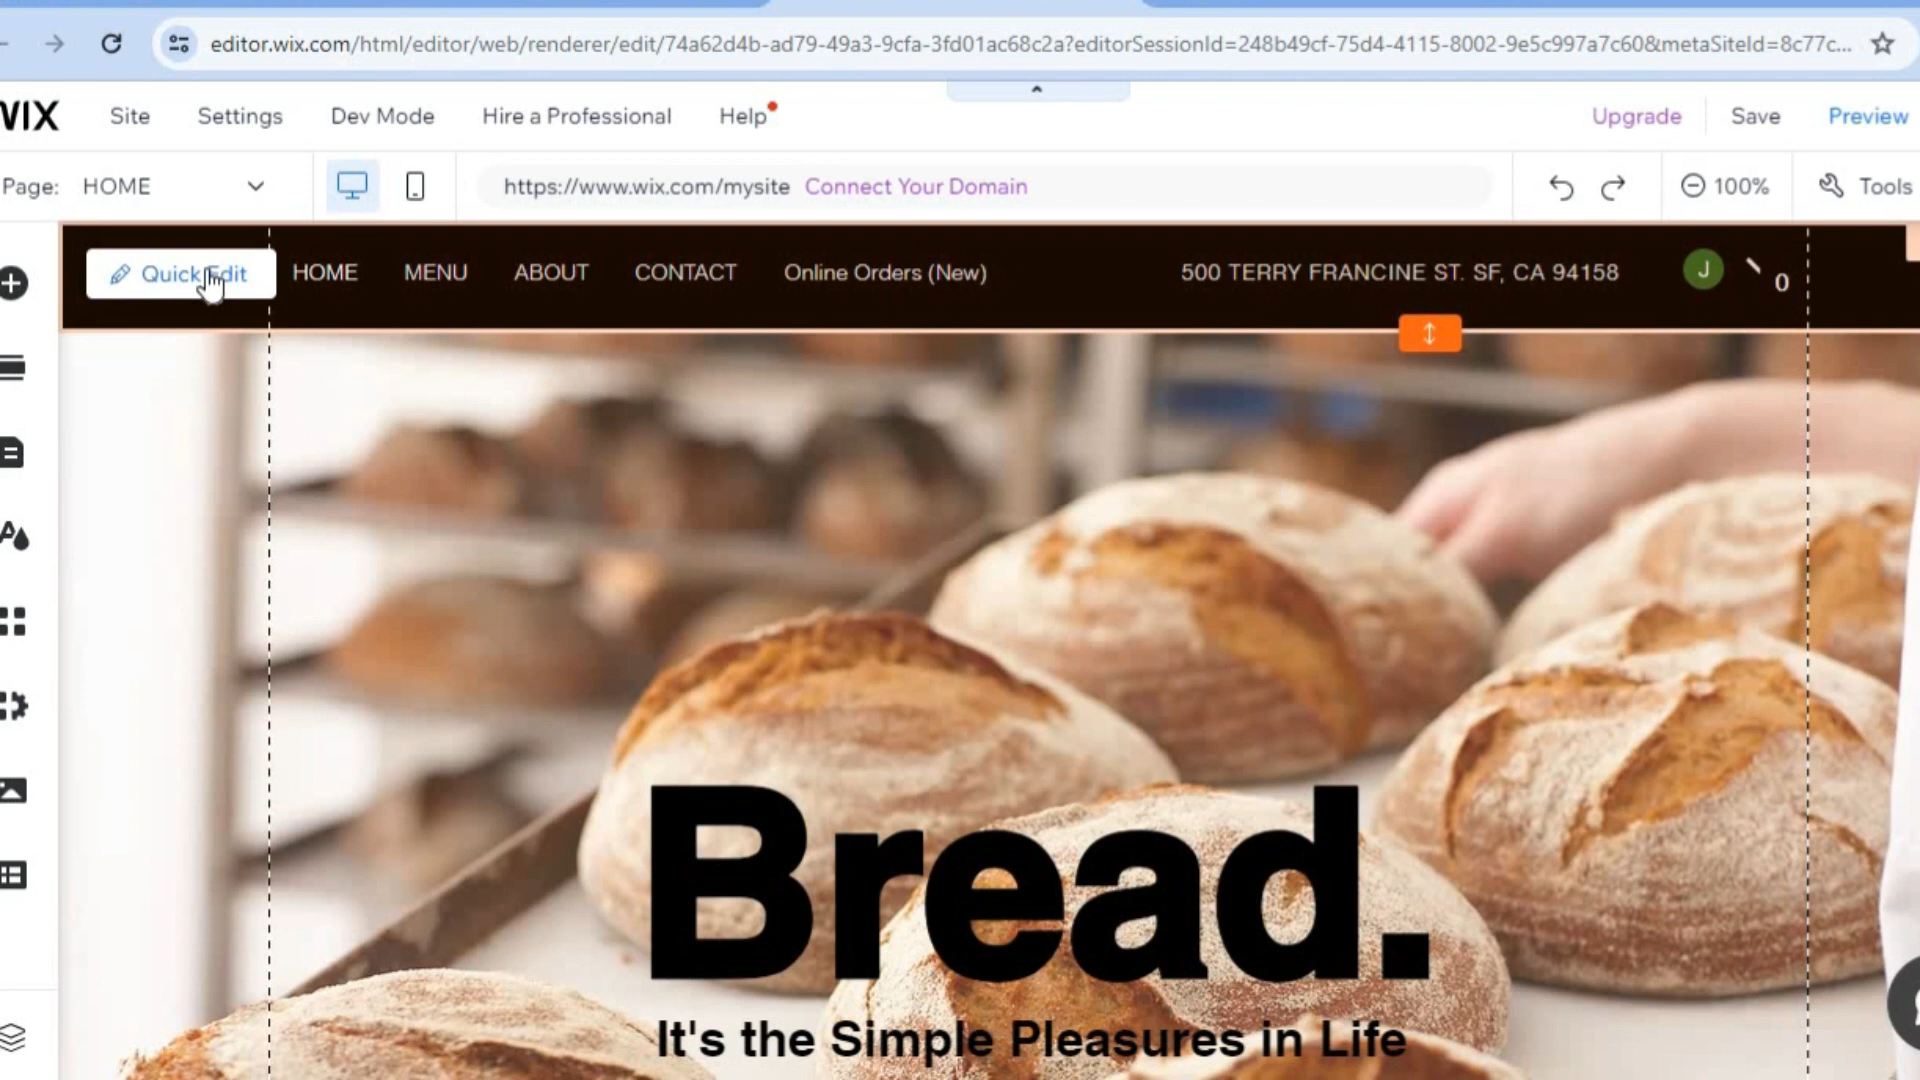 editor.wix.com/html/editor/web/renderer/edit/74a62d4b-ad79-49a3-9cfa-3fd01ac68c2a?editorSessionId=248b49cf-75d4-4115-8002-9e5c997a7c60&metaSiteId=8c77c...
WIX Site Settings Dev Mode Hire a Professional Help Upgrade Save Preview
Page: HOME https://www.wix.com/mysite Connect Your Domain 100% Tools
Quick Edit HOME MENU ABOUT CONTACT Online Orders (New) 500 TERRY FRANCINE ST. SF, CA 94158 J 0
Bread.
It's the Simple Pleasures in Life